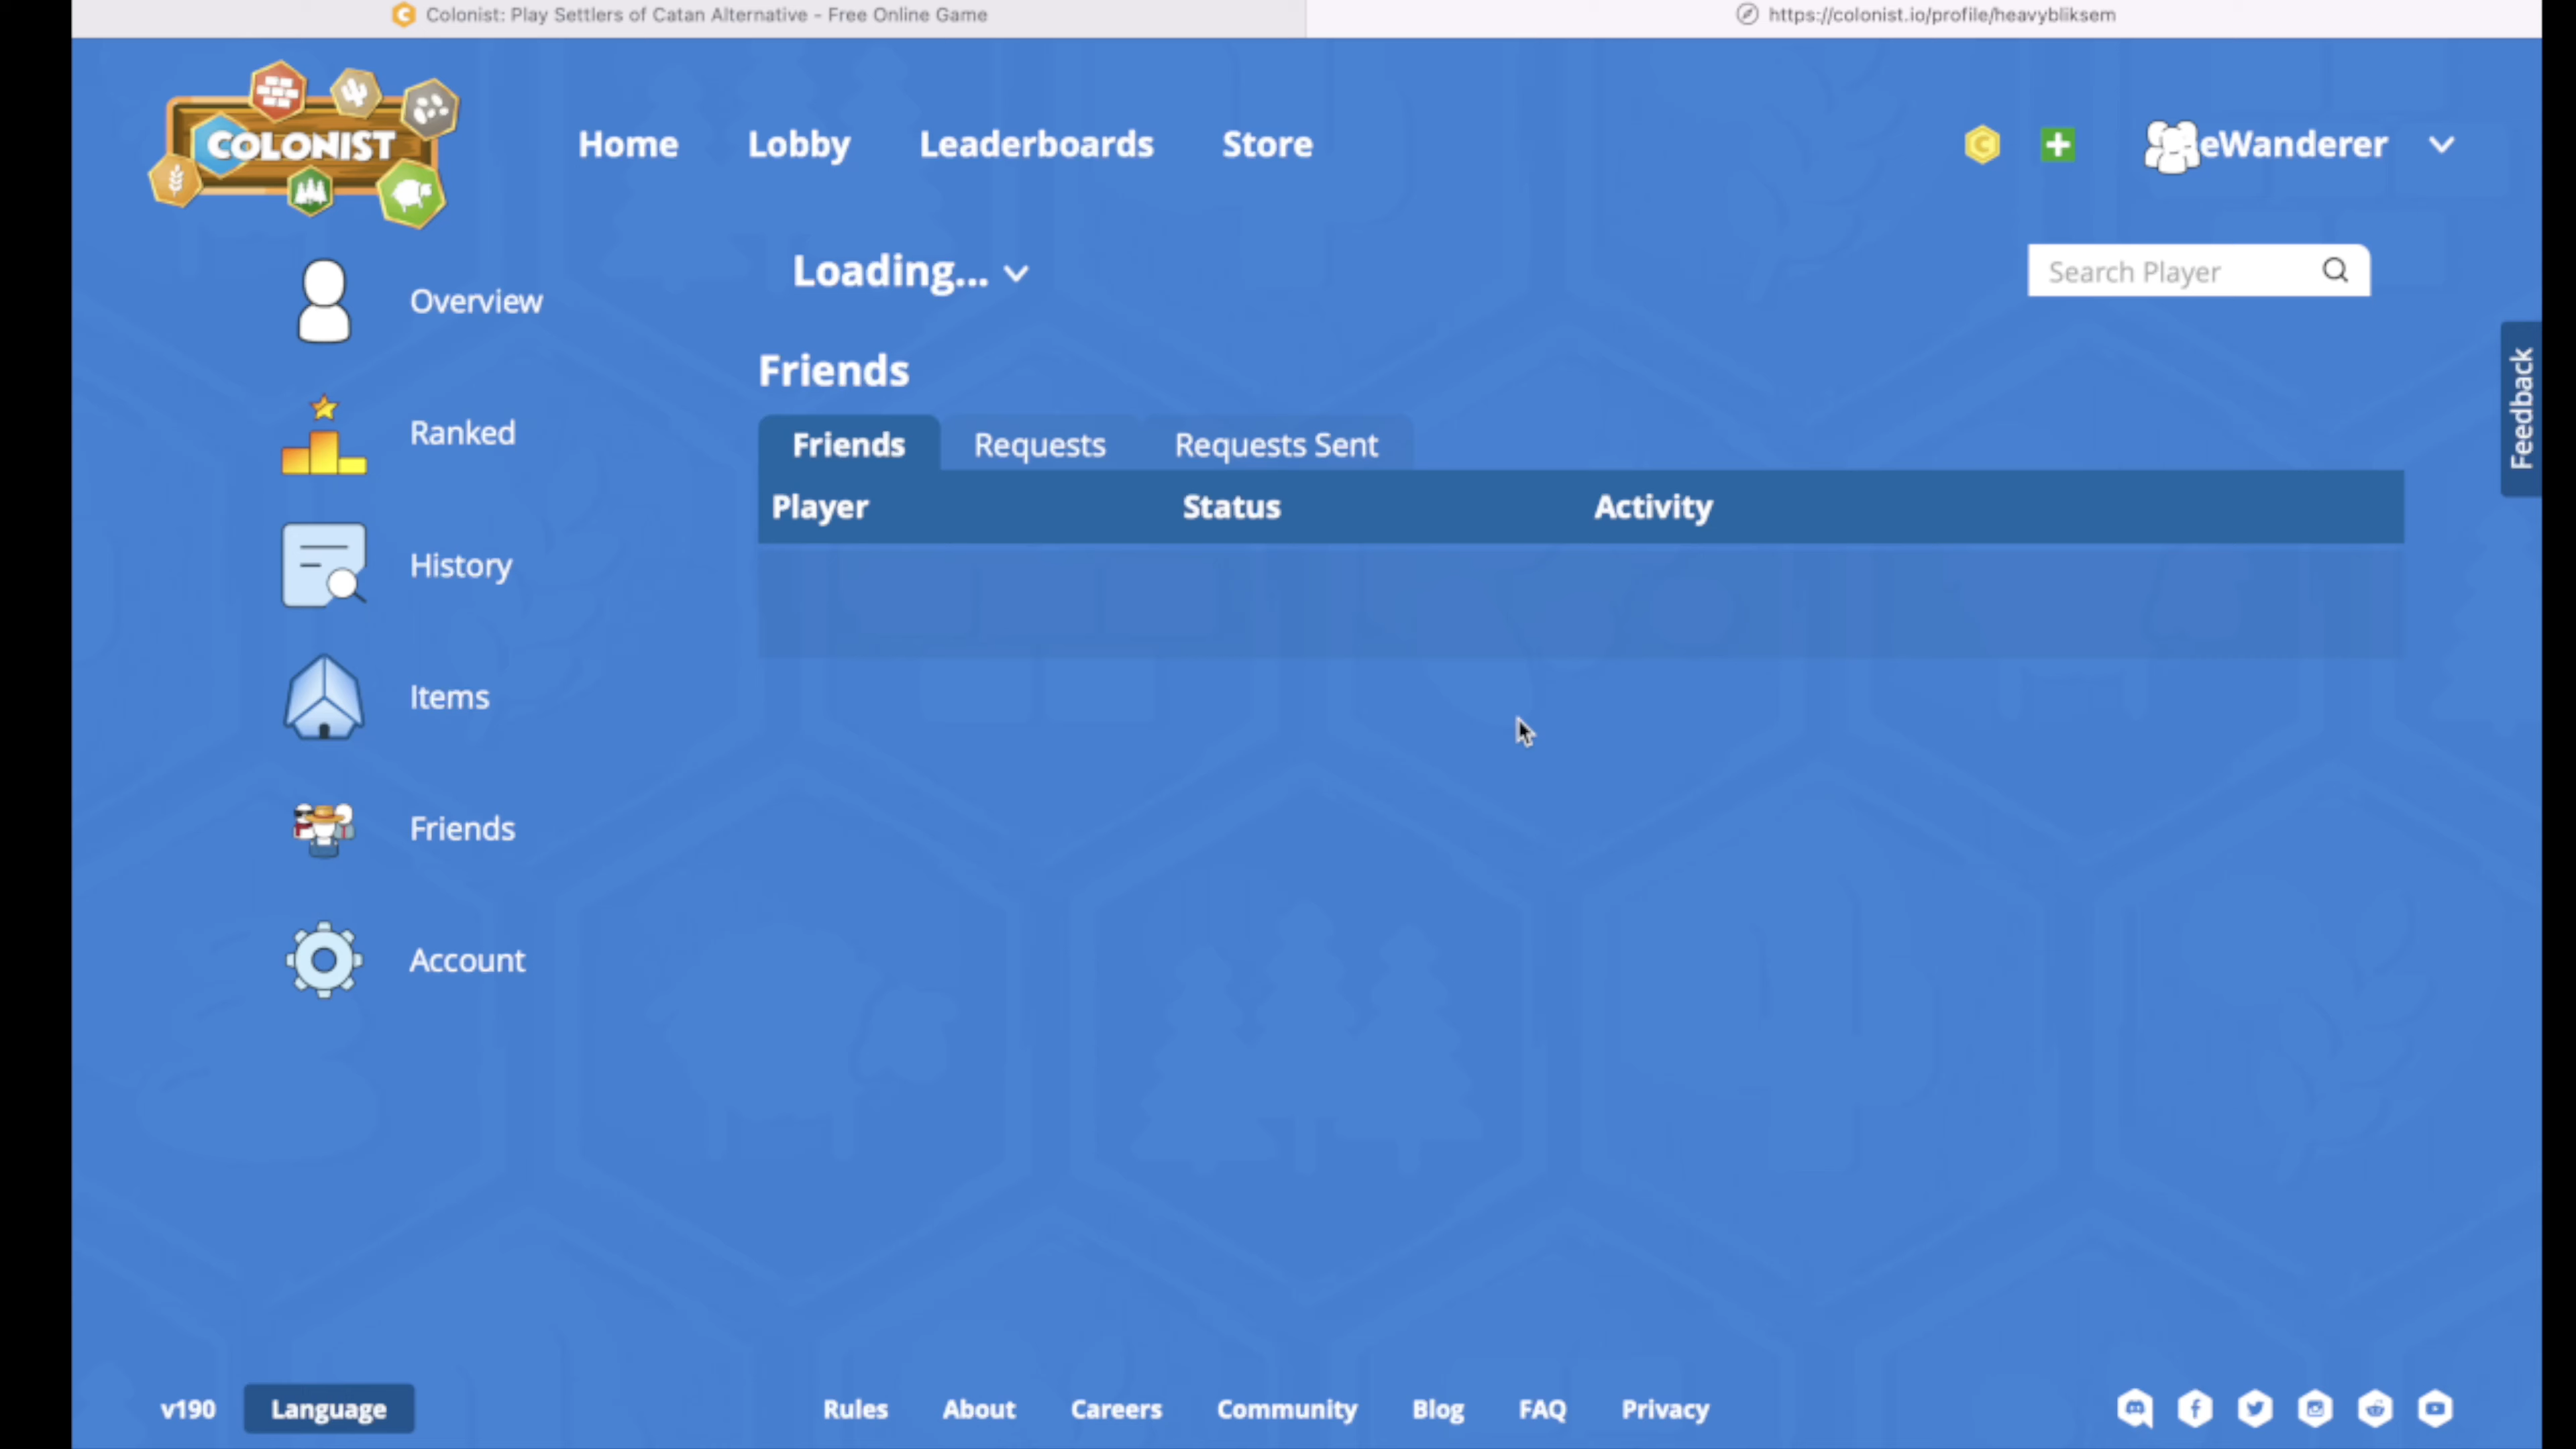 Colonist: Play Settlers of Catan Alternative - Free Online Game
https://colonist.io/profile/heavybliksem
COLONIST
Home Lobby Leaderboards Store
eWanderer
Loading...
Search Player
Overview
Feedback
Friends
Ranked
Friends Requests Requests Sent
Player Status Activity
History
Items
Friends
Account
v190 Language Rules About Careers Community Blog FAQ Privacy